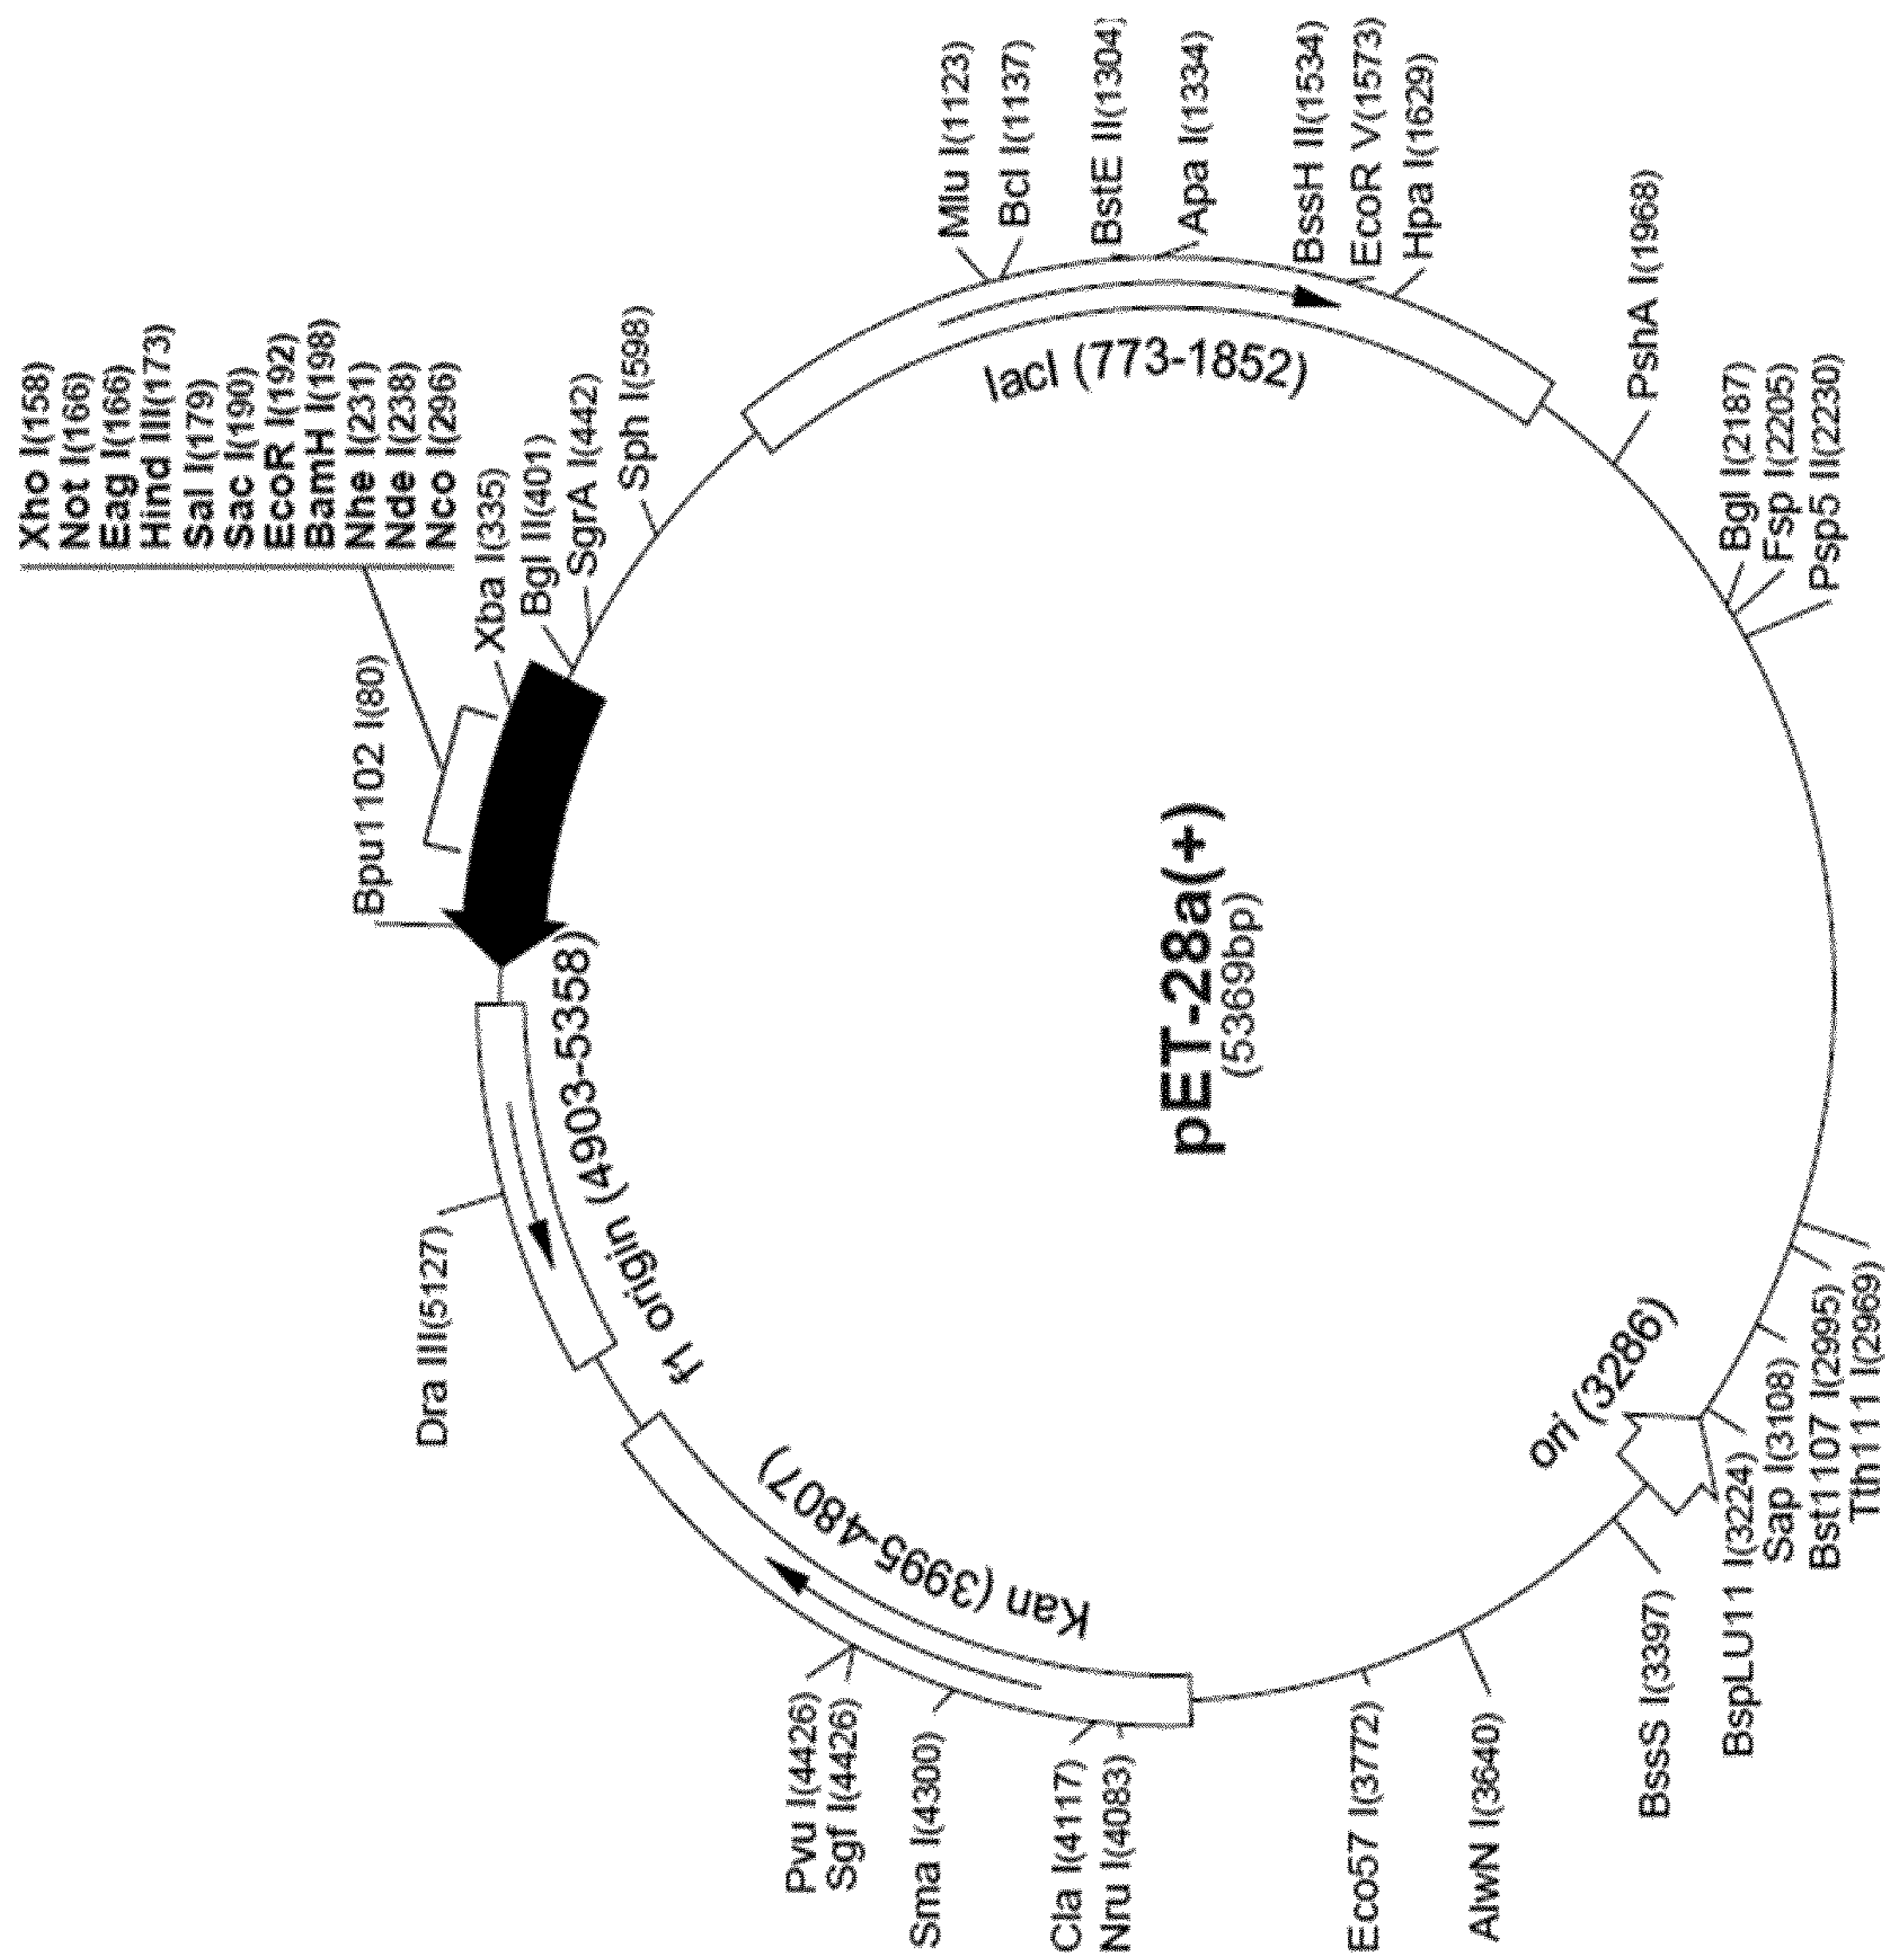 Xho I(158)
Not I(166)
Eag I(166)
Hind III(173)
Sal I(179)
Sac I(190)
EcoR I(192)
BamH I(198)
Nhe I(231)
Nde I(238)
Nco I(296)
Bpu1102 I(80)
Xba I(335)
Bgl II(401)
SgrA I(442)
Sph I(598)
Mlu I(1123)
Bcl I(1137)
BstE II(1304)
Apa I(1334)
BssH II(1534)
EcoR V(1573)
Hpa I(1629)
lacI (773-1852)
PshA I(1968)
Bgl I(2187)
Fsp I(2205)
Psp5 II(2230)
pET-28a(+)
(5369bp)
Dra III(5127)
f1 origin (4903-5358)
Kan (3995-4807)
Pvu I(4426)
Sgf I(4426)
Sma I(4300)
Cla I(4117)
Nru I(4083)
Eco57 I(3772)
AlwN I(3640)
ori (3286)
BssS I(3397)
BspLU11 I(3224)
Sap I(3108)
Bst1107 I(2995)
Tth111 I(2969)